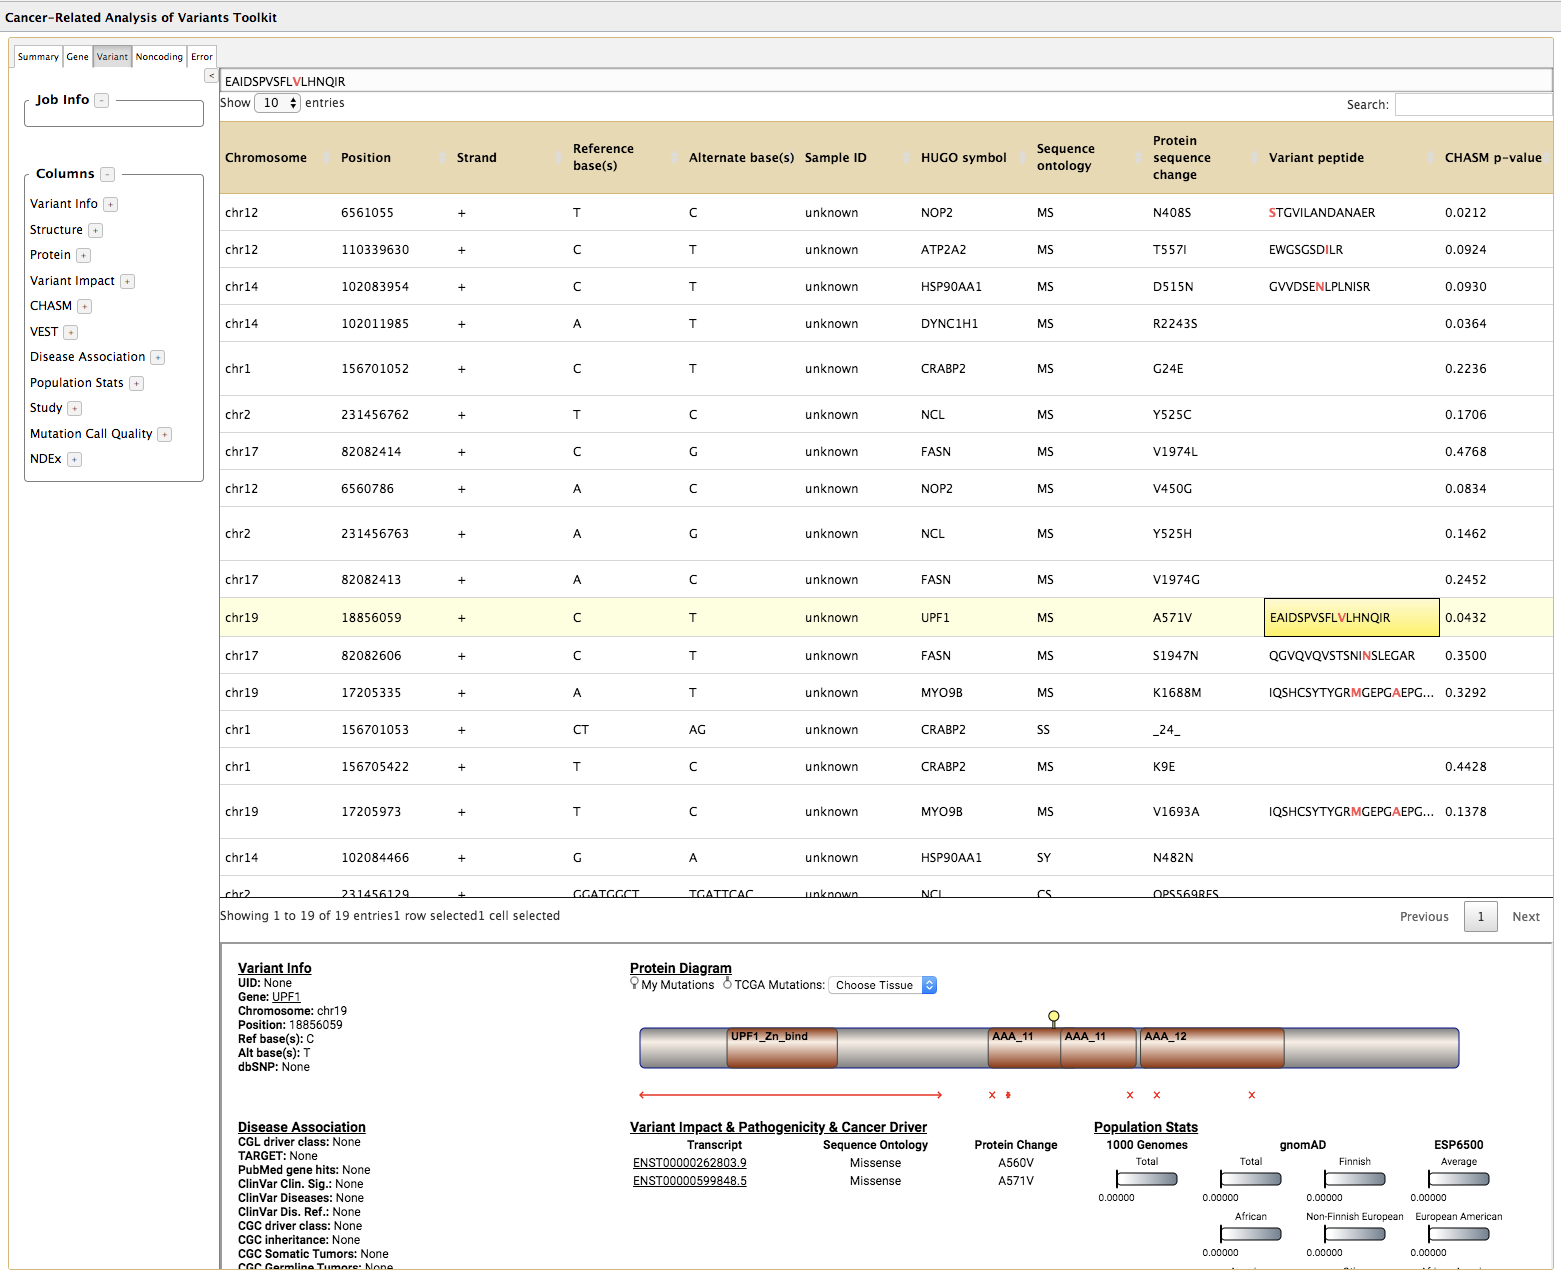 Cancer-Related Analysis of Variants Toolkit
Summary Gene Variant Noncoding Error
<
EAIDSPVSFLVLHNQIR
Job Info -
Show 10 entries
Search:
Columns -
Variant Info +
Structure +
Protein +
Variant Impact +
CHASM +
VEST +
Disease Association +
Population Stats +
Study +
Mutation Call Quality +
NDEx +
Chromosome Position Strand Reference base(s) Alternate base(s) Sample ID HUGO symbol Sequence ontology Protein sequence change Variant peptide CHASM p-value
chr12 6561055 + T C unknown NOP2 MS N408S STGVILANDANAER 0.0212
chr12 110339630 + C T unknown ATP2A2 MS T557I EWGSGSDILR 0.0924
chr14 102083954 + C T unknown HSP90AA1 MS D515N GVVDSENLPLNISR 0.0930
chr14 102011985 + A T unknown DYNC1H1 MS R2243S 0.0364
chr1 156701052 + C T unknown CRABP2 MS G24E 0.2236
chr2 231456762 + T C unknown NCL MS Y525C 0.1706
chr17 82082414 + C G unknown FASN MS V1974L 0.4768
chr12 6560786 + A C unknown NOP2 MS V450G 0.0834
chr2 231456763 + A G unknown NCL MS Y525H 0.1462
chr17 82082413 + A C unknown FASN MS V1974G 0.2452
chr19 18856059 + C T unknown UPF1 MS A571V EAIDSPVSFLVLHNQIR 0.0432
chr17 82082606 + C T unknown FASN MS S1947N QGVQVQVSTSNINSLEGAR 0.3500
chr19 17205335 + A T unknown MYO9B MS K1688M IQSHCSYTYGRMGEPGAEPG... 0.3292
chr1 156701053 + CT AG unknown CRABP2 SS _24_
chr1 156705422 + T C unknown CRABP2 MS K9E 0.4428
chr19 17205973 + T C unknown MYO9B MS V1693A IQSHCSYTYGRMGEPGAEPG... 0.1378
chr14 102084466 + G A unknown HSP90AA1 SY N482N
chr2 231456129 + GGATGGCT TGATTCAC unknown NCL CS QPS569RFS
Showing 1 to 19 of 19 entries1 row selected1 cell selected
Previous 1 Next
Variant Info
UID: None
Gene: UPF1
Chromosome: chr19
Position: 18856059
Ref base(s): C
Alt base(s): T
dbSNP: None
Protein Diagram
My Mutations TCGA Mutations: Choose Tissue
UPF1_Zn_bind AAA_11 AAA_11 AAA_12
Disease Association
CGL driver class: None
TARGET: None
PubMed gene hits: None
ClinVar Clin. Sig.: None
ClinVar Diseases: None
ClinVar Dis. Ref.: None
CGC driver class: None
CGC inheritance: None
CGC Somatic Tumors: None
CGC Germline Tumors: None
Variant Impact & Pathogenicity & Cancer Driver
Transcript Sequence Ontology Protein Change
ENST00000262803.9 Missense A560V
ENST00000599848.5 Missense A571V
Population Stats
1000 Genomes gnomAD ESP6500
Total Total Finnish Average
0.00000 0.00000 0.00000 0.00000
African Non-Finnish European European American
0.00000 0.00000 0.00000